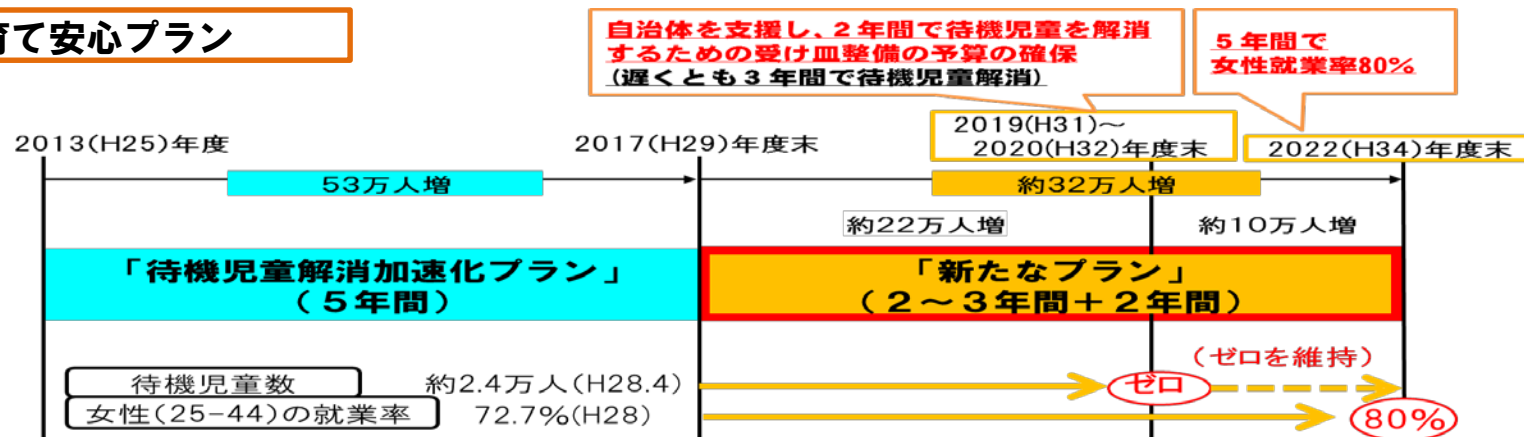 育て安心プラン
自治体を支援し、2年間で待機児童を解消
するための受け皿整備の予算の確保
(遅くとも3年間で待機児童解消)
5年間で
女性就業率80%
2013(H25)年度
2017(H29)年度末
2019(H31)～
2020(H32)年度末
2022(H34)年度末
53万人増
約32万人増
約22万人増
約10万人増
「待機児童解消加速化プラン」
(5年間)
「新たなプラン」
(2～3年間+2年間)
(ゼロを維持)
待機児童数 約2.4万人(H28.4)
ゼロ
女性(25-44)の就業率 72.7%(H28)
80%